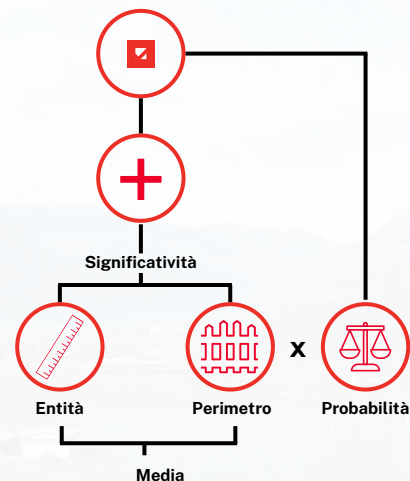 Significatività
x
Entità
Perimetro
Probabilità
Media